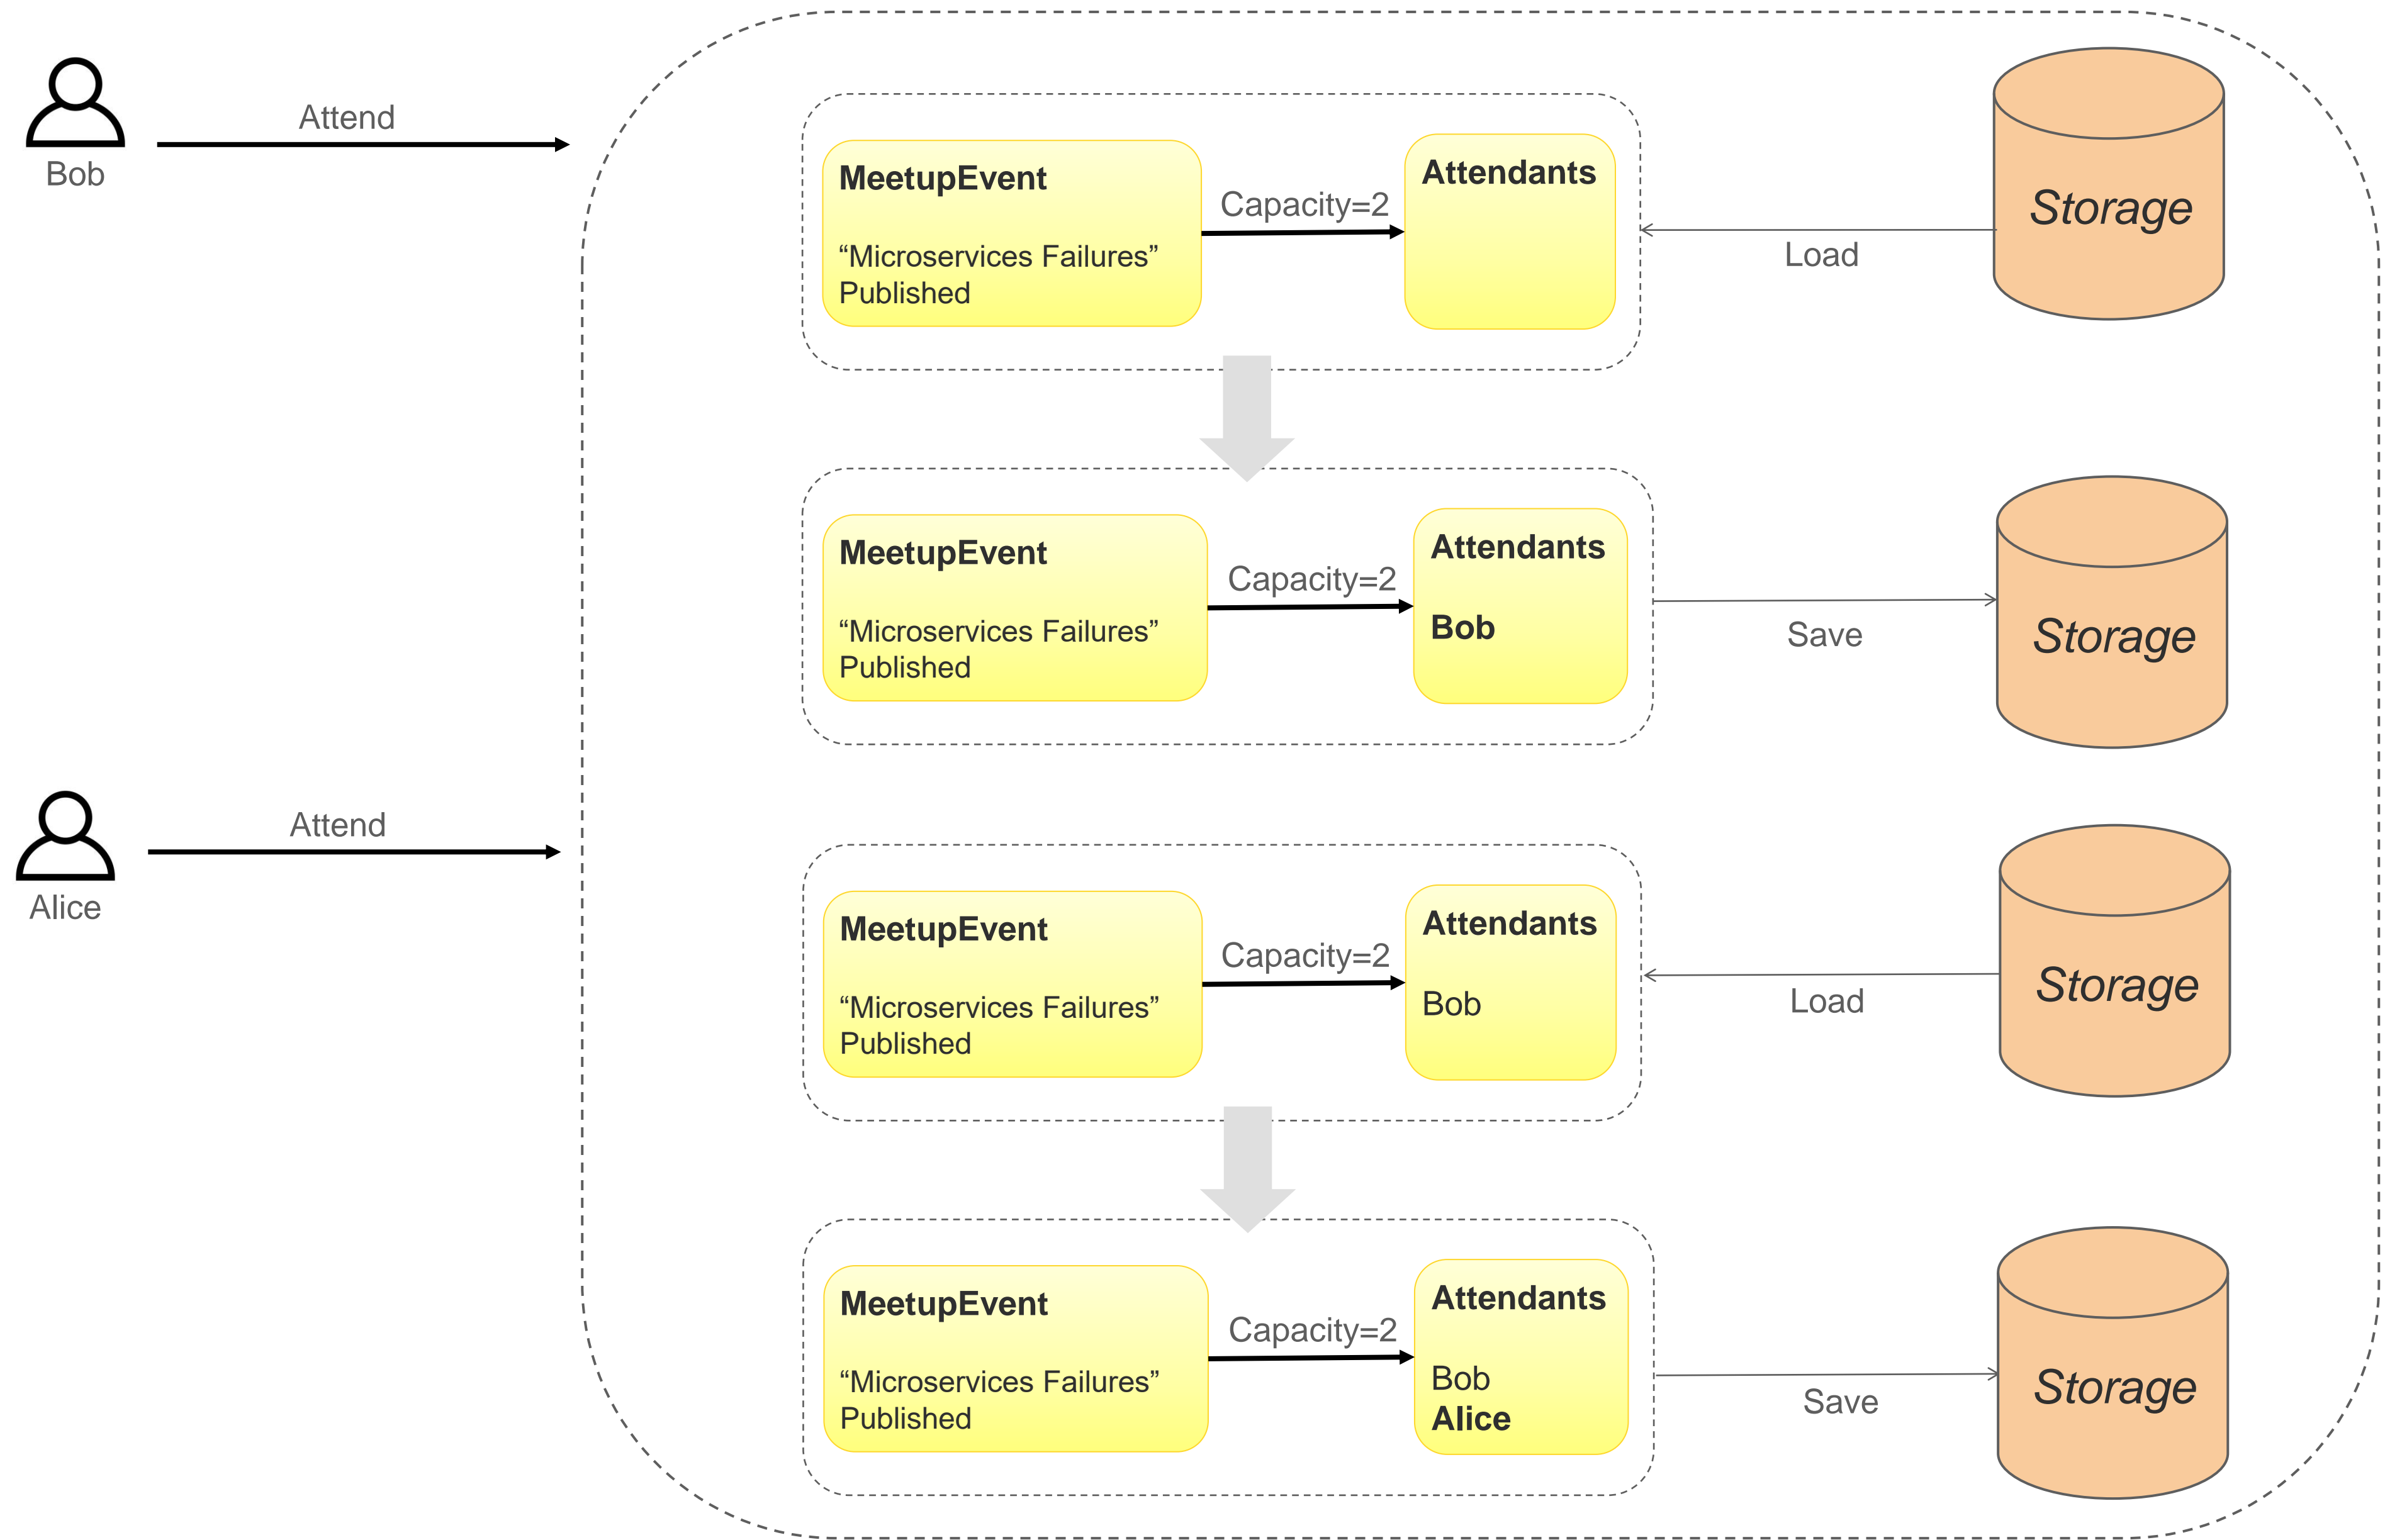 Attend
Bob
MeetupEvent
“Microservices Failures”
Published
Capacity=2
Attendants
Load
Storage
MeetupEvent
“Microservices Failures”
Published
Capacity=2
Attendants
Bob
Save
Storage
Attend
Alice
MeetupEvent
“Microservices Failures”
Published
Capacity=2
Attendants
Bob
Load
Storage
MeetupEvent
“Microservices Failures”
Published
Capacity=2
Attendants
Bob
Alice
Save
Storage